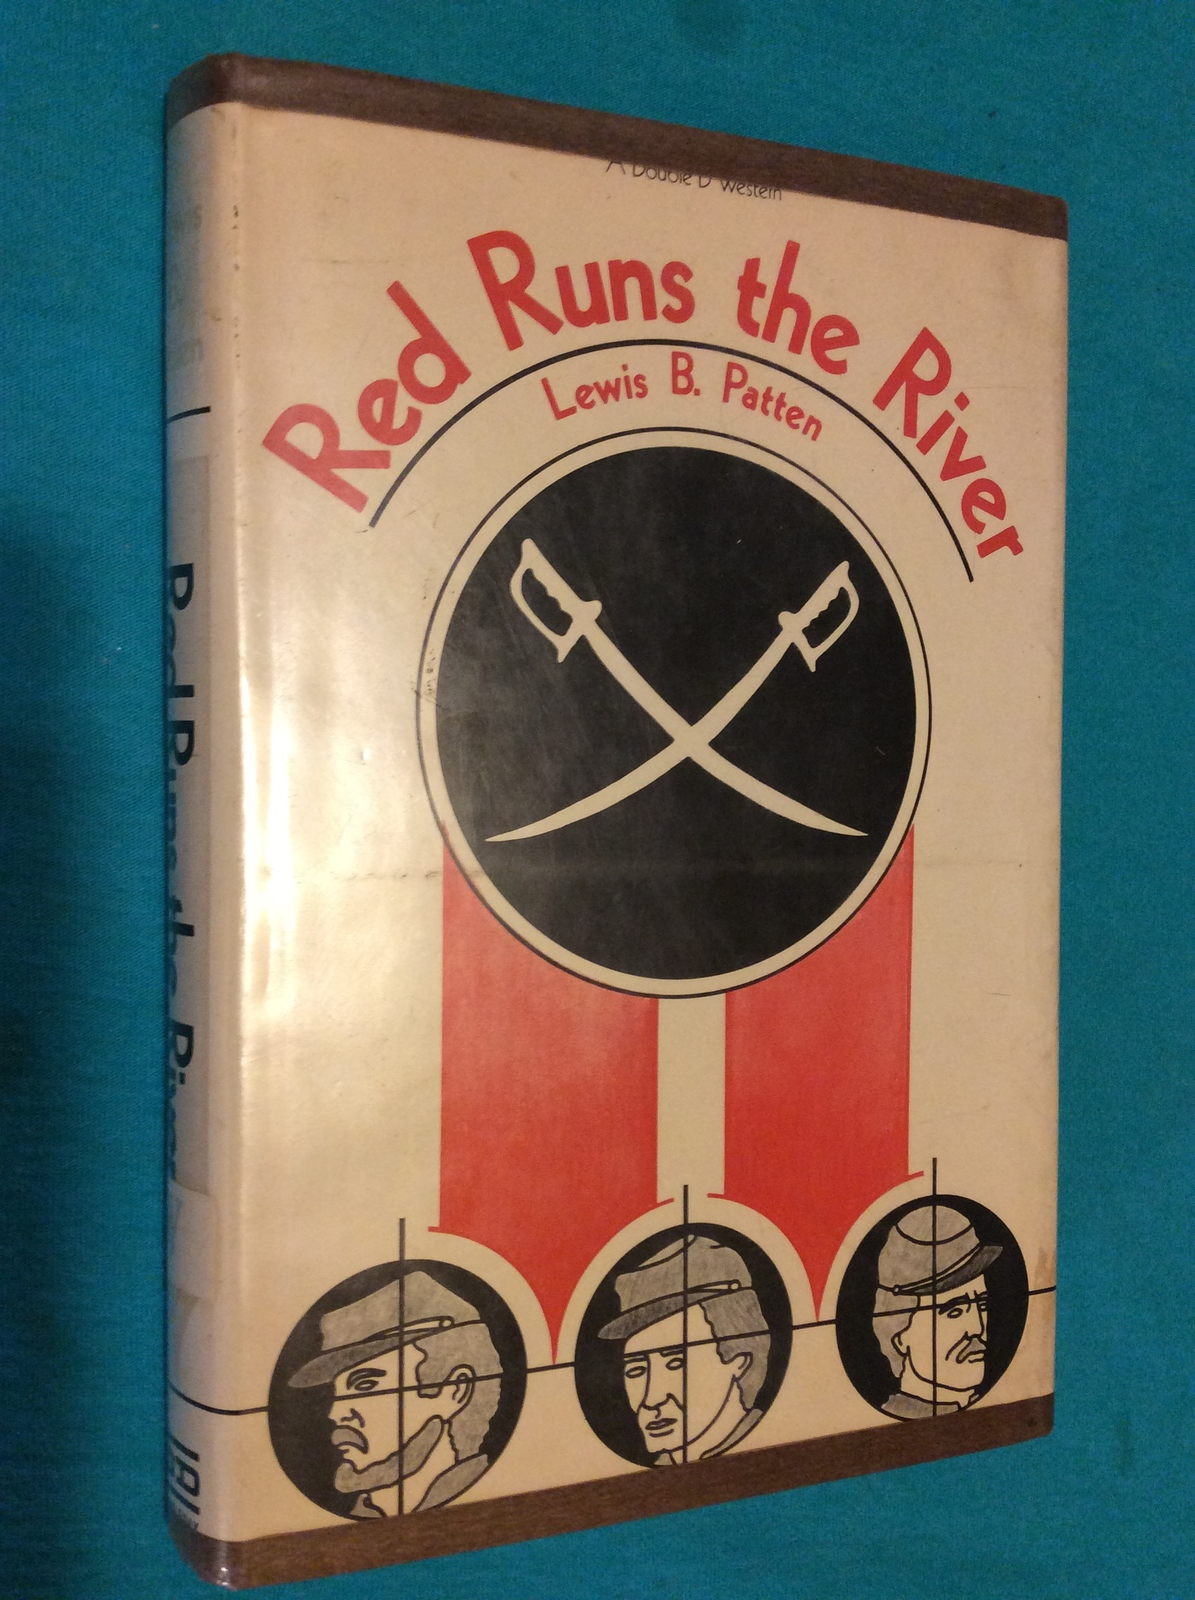 A Double D Western
Red Runs the River
Lewis B. Patten
Red Runs the River